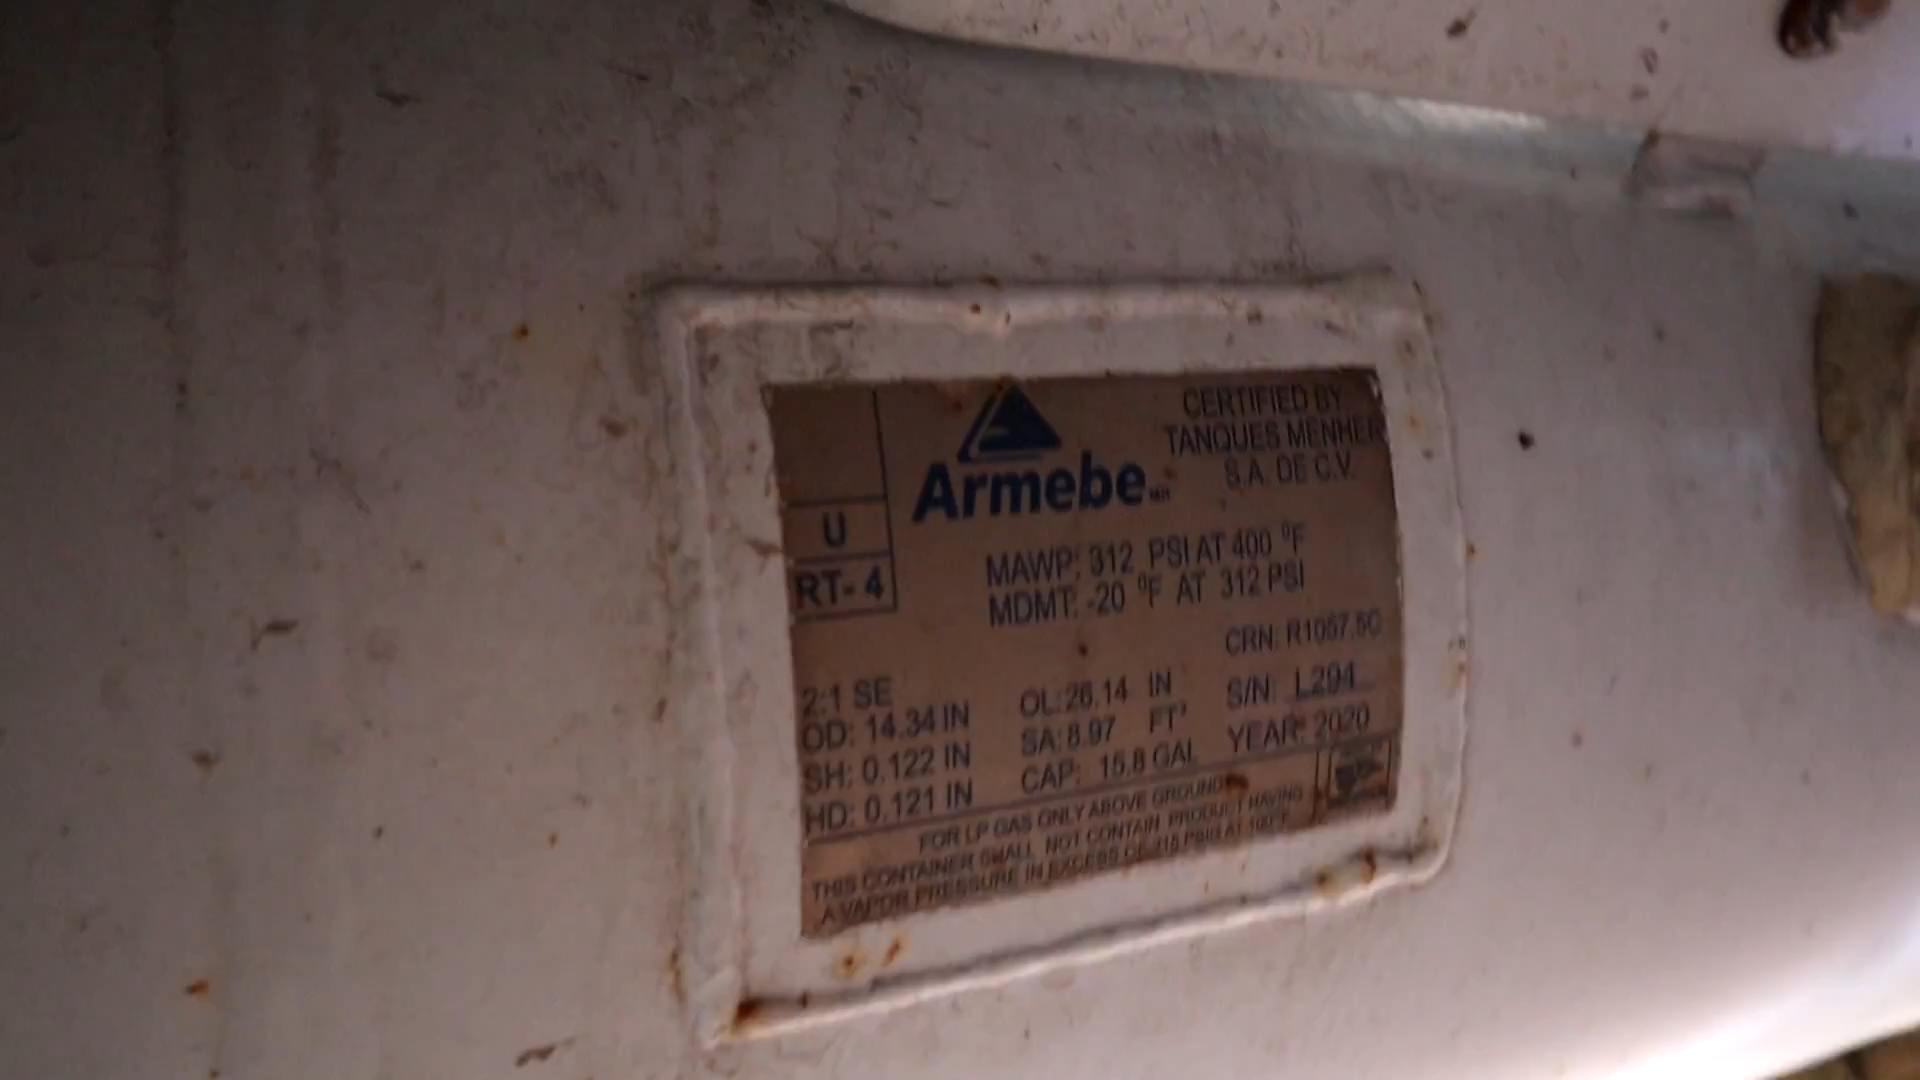 Armebe MR
CERTIFIED BY
TANQUES MENHER
S.A. DE C.V.
U
RT-4
MAWP: 312 PSI AT 400 °F
MDMT: -20 °F AT 312 PSI
CRN: R1057.5C
2:1 SE
OD: 14.34 IN
SH: 0.122 IN
HD: 0.121 IN
OL: 26.14 IN
SA: 8.97 FT²
CAP: 15.8 GAL
S/N: L294
YEAR: 2020
FOR LP GAS ONLY ABOVE GROUND
THIS CONTAINER SHALL NOT CONTAIN PRODUCT HAVING
A VAPOR PRESSURE IN EXCESS OF 215 PSIG AT 100°F